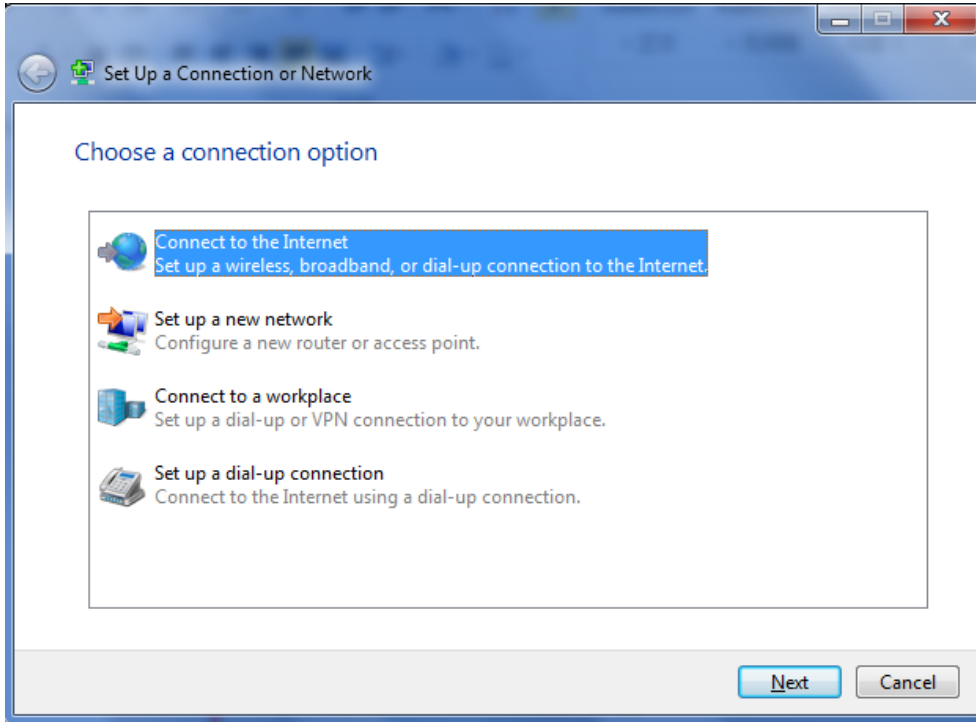 Set Up a Connection or Network
Choose a connection option
Connect to the Internet
Set up a wireless, broadband, or dial-up connection to the Internet.
Set up a new network
Configure a new router or access point.
Connect to a workplace
Set up a dial-up or VPN connection to your workplace.
Set up a dial-up connection
Connect to the Internet using a dial-up connection.
Next
Cancel